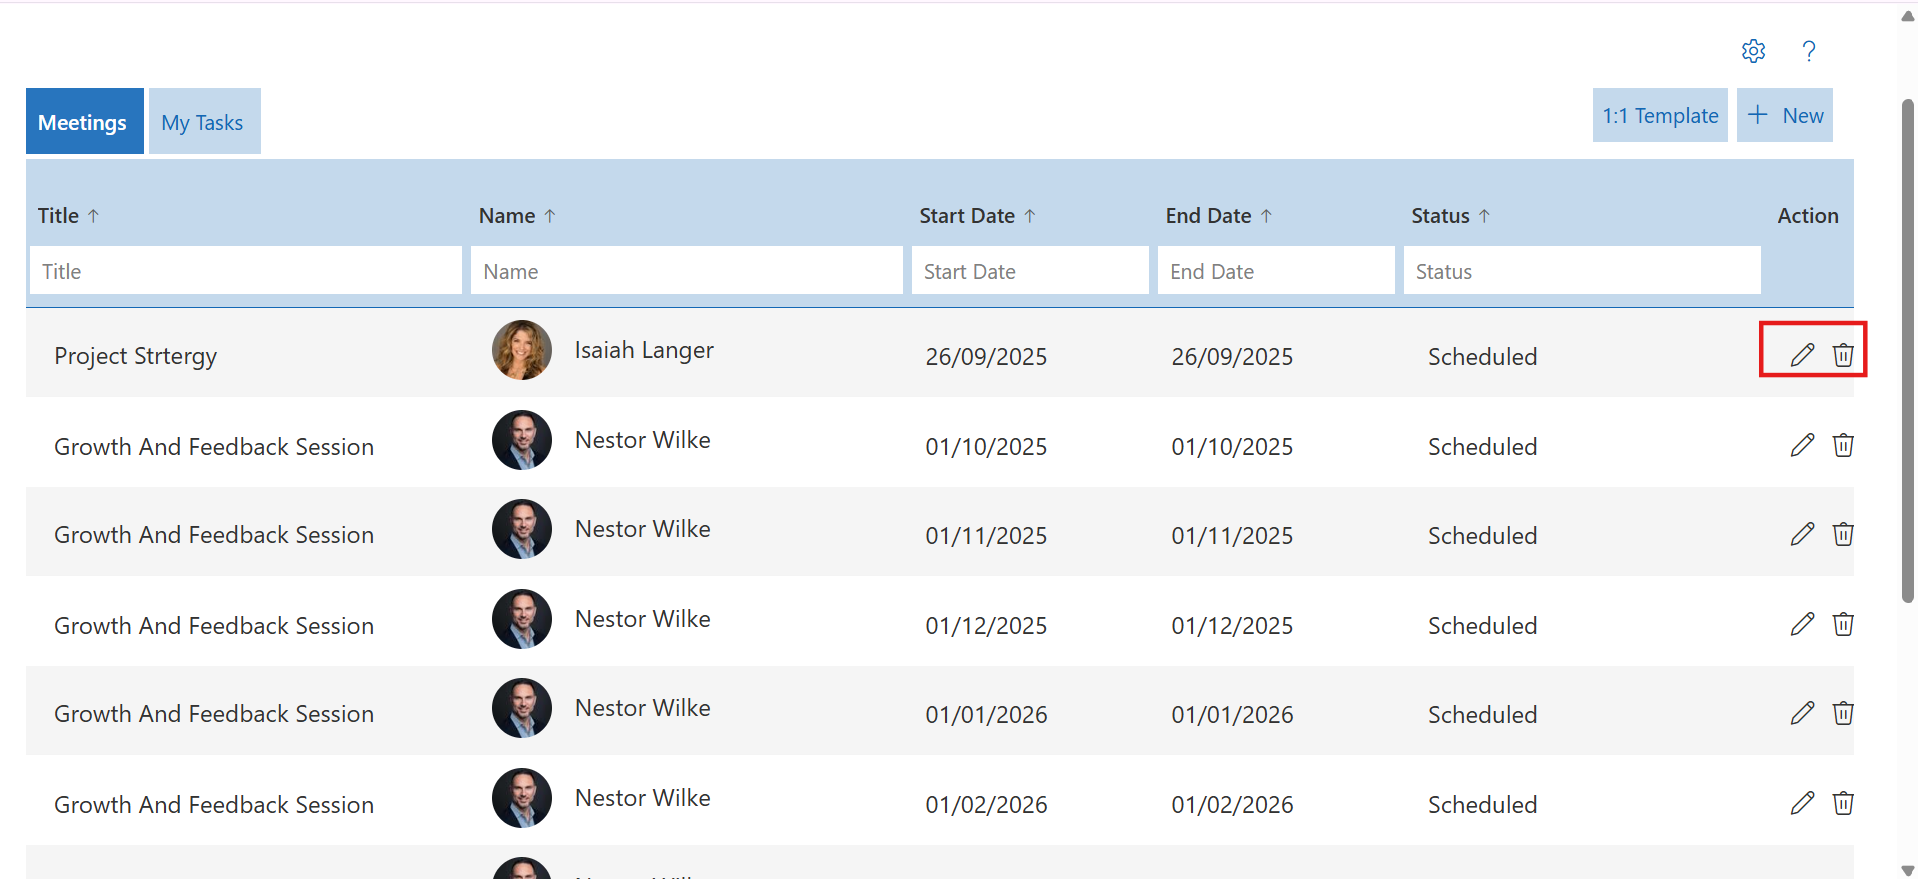 ?
Meetings
My Tasks
1:1 Template
+ New
Title ↑ Name ↑ Start Date ↑ End Date ↑ Status ↑ Action
Title Name Start Date End Date Status
Project Strtergy Isaiah Langer 26/09/2025 26/09/2025 Scheduled
Growth And Feedback Session Nestor Wilke 01/10/2025 01/10/2025 Scheduled
Growth And Feedback Session Nestor Wilke 01/11/2025 01/11/2025 Scheduled
Growth And Feedback Session Nestor Wilke 01/12/2025 01/12/2025 Scheduled
Growth And Feedback Session Nestor Wilke 01/01/2026 01/01/2026 Scheduled
Growth And Feedback Session Nestor Wilke 01/02/2026 01/02/2026 Scheduled